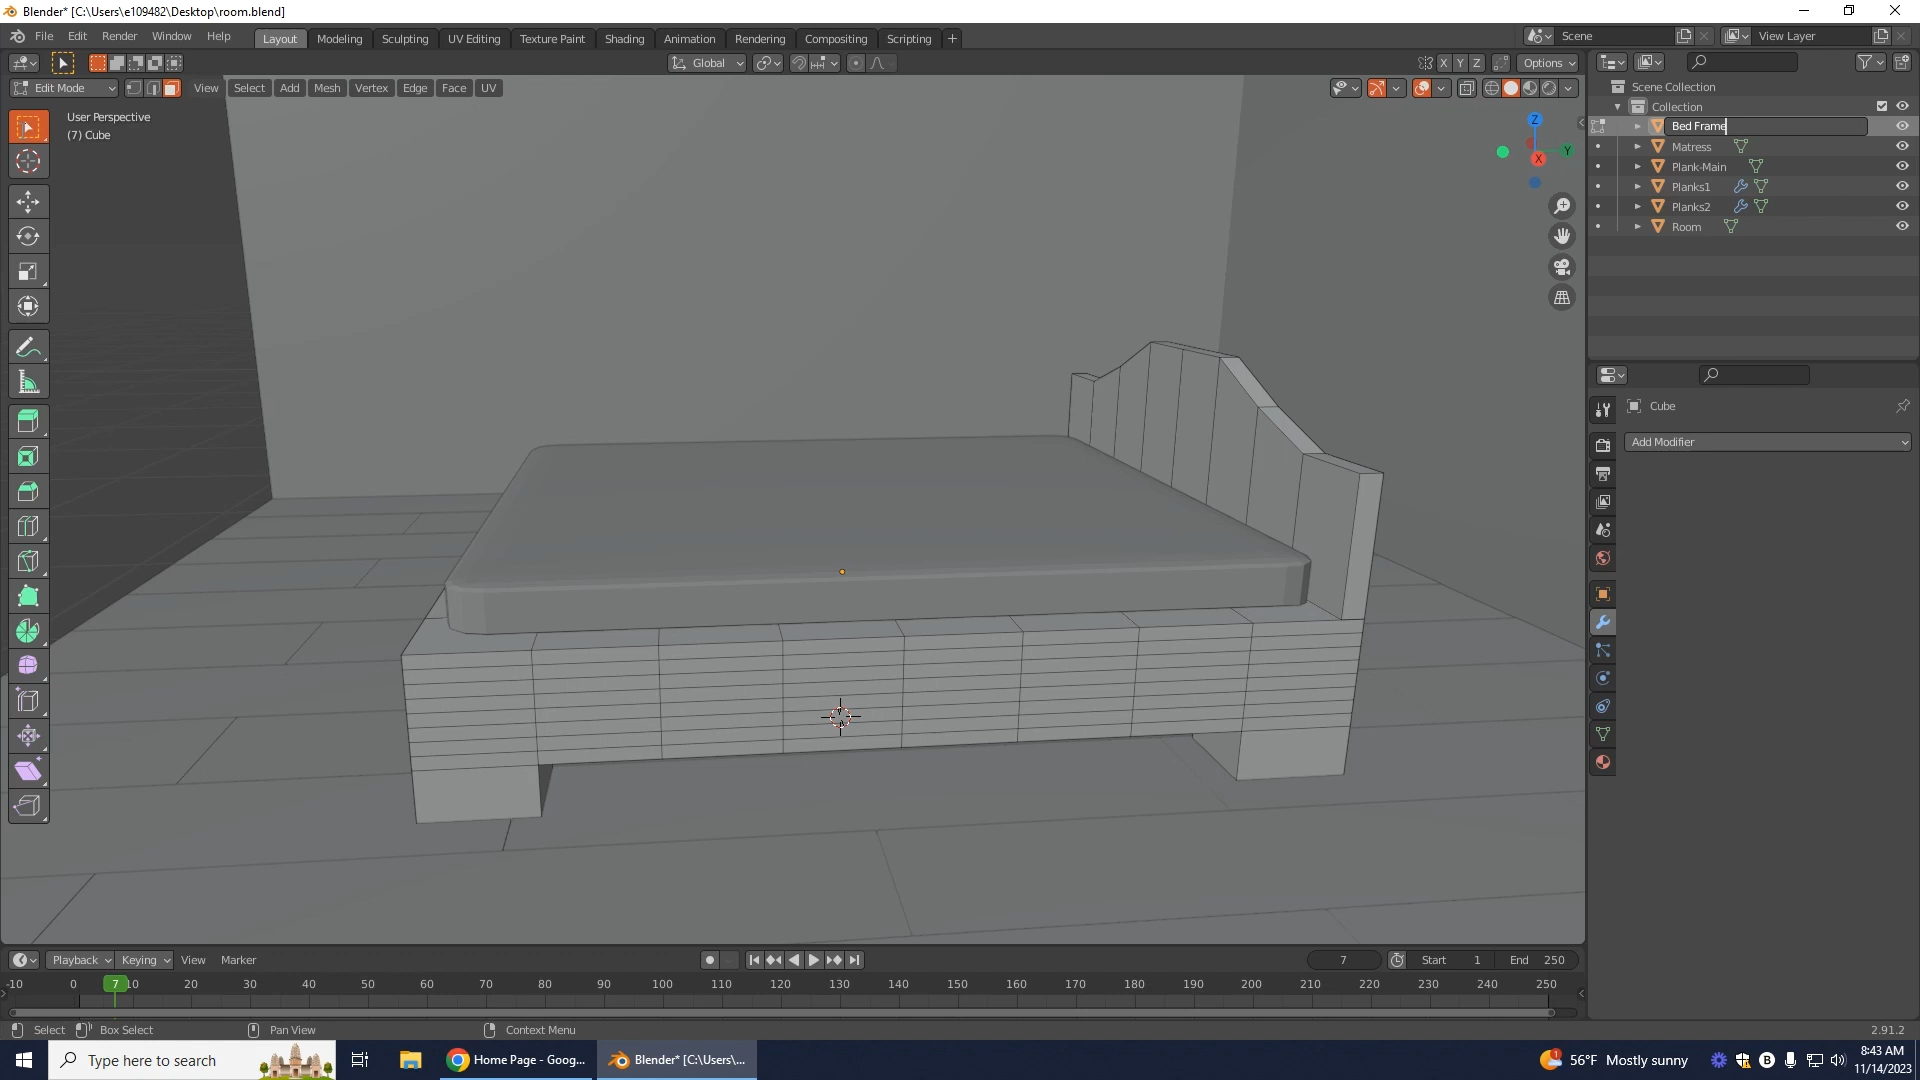 Blender* [C:\Users\e109482\Desktop\room.blend]
File Edit Render Window Help Layout Modeling Sculpting UV Editing Texture Paint Shading Animation Rendering Compositing Scripting + Scene View Layer
Global X Y Z Options
Edit Mode View Select Add Mesh Vertex Edge Face UV
User Perspective
(7) Cube
Z
Y
X
Scene Collection
Collection
Bed Frame
Matress
Plank-Main
Planks1
Planks2
Room
Cube
Add Modifier
Playback Keying View Marker 7 Start 1 End 250
-10 0 7 10 20 30 40 50 60 70 80 90 100 110 120 130 140 150 160 170 180 190 200 210 220 230 240 250
Select Box Select Pan View Context Menu 2.91.2
Type here to search Home Page - Goog... Blender* [C:\Users\... 1 56°F Mostly sunny B 8:43 AM
11/14/2023